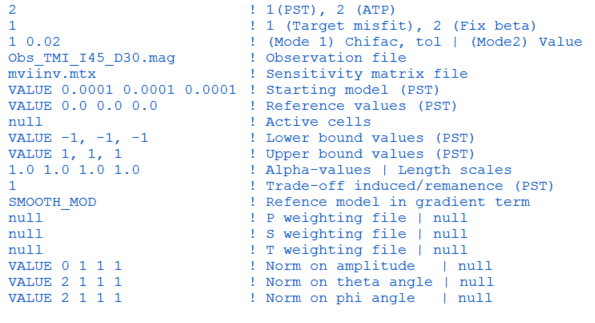 2 ! 1(PST), 2 (ATP)
1 ! 1 (Target misfit), 2 (Fix beta)
1 0.02 ! (Mode 1) Chifac, tol | (Mode2) Value
Obs_TMI_I45_D30.mag ! Observation file
mviinv.mtx ! Sensitivity matrix file
VALUE 0.0001 0.0001 0.0001 ! Starting model (PST)
VALUE 0.0 0.0 0.0 ! Reference values (PST)
null ! Active cells
VALUE -1, -1, -1 ! Lower bound values (PST)
VALUE 1, 1, 1 ! Upper bound values (PST)
1.0 1.0 1.0 1.0 ! Alpha-values | Length scales
1 ! Trade-off induced/remanence (PST)
SMOOTH_MOD ! Refence model in gradient term
null ! P weighting file | null
null ! S weighting file | null
null ! T weighting file | null
VALUE 0 1 1 1 ! Norm on amplitude | null
VALUE 2 1 1 1 ! Norm on theta angle | null
VALUE 2 1 1 1 ! Norm on phi angle | null